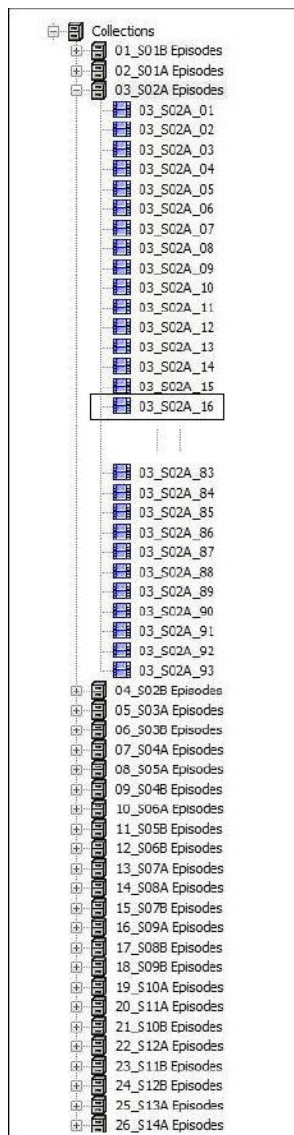 Collections
01_S01B Episodes
02_S01A Episodes
03_S02A Episodes
03_S02A_01
03_S02A_02
03_S02A_03
03_S02A_04
03_S02A_05
03_S02A_06
03_S02A_07
03_S02A_08
03_S02A_09
03_S02A_10
03_S02A_11
03_S02A_12
03_S02A_13
03_S02A_14
03_S02A_15
03_S02A_16
03_S02A_83
03_S02A_84
03_S02A_85
03_S02A_86
03_S02A_87
03_S02A_88
03_S02A_89
03_S02A_90
03_S02A_91
03_S02A_92
03_S02A_93
04_S02B Episodes
05_S03A Episodes
06_S03B Episodes
07_S04A Episodes
08_S05A Episodes
09_S04B Episodes
10_S06A Episodes
11_S05B Episodes
12_S06B Episodes
13_S07A Episodes
14_S08A Episodes
15_S07B Episodes
16_S09A Episodes
17_S08B Episodes
18_S09B Episodes
19_S10A Episodes
20_S11A Episodes
21_S10B Episodes
22_S12A Episodes
23_S11B Episodes
24_S12B Episodes
25_S13A Episodes
26_S14A Episodes